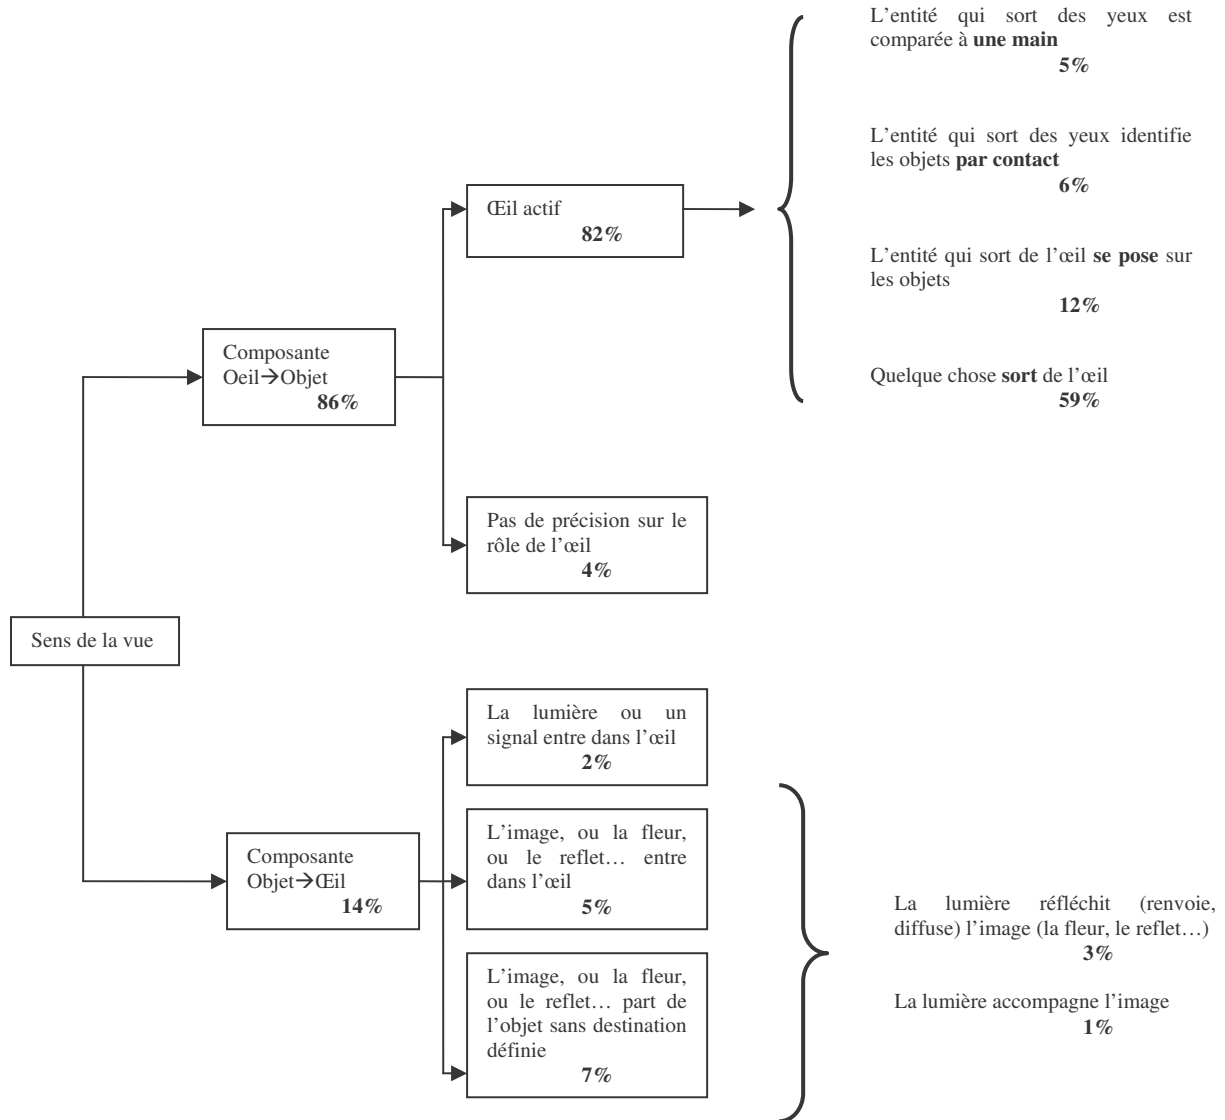 L’entité qui sort des yeux est
comparée à une main
5%
L’entité qui sort des yeux identifie
les objets par contact
6%
Œil actif
82%
L’entité qui sort de l’œil se pose sur
les objets
12%
Composante
Oeil→Objet
86%
Quelque chose sort de l’œil
59%
Pas de précision sur le
rôle de l’œil
4%
Sens de la vue
La lumière ou un
signal entre dans l’œil
2%
L’image, ou la fleur,
ou le reflet… entre
dans l’œil
5%
Composante
Objet→Œil
14%
La lumière réfléchit (renvoie,
diffuse) l’image (la fleur, le reflet…)
3%
L’image, ou la fleur,
ou le reflet… part de
l’objet sans destination
définie
7%
La lumière accompagne l’image
1%